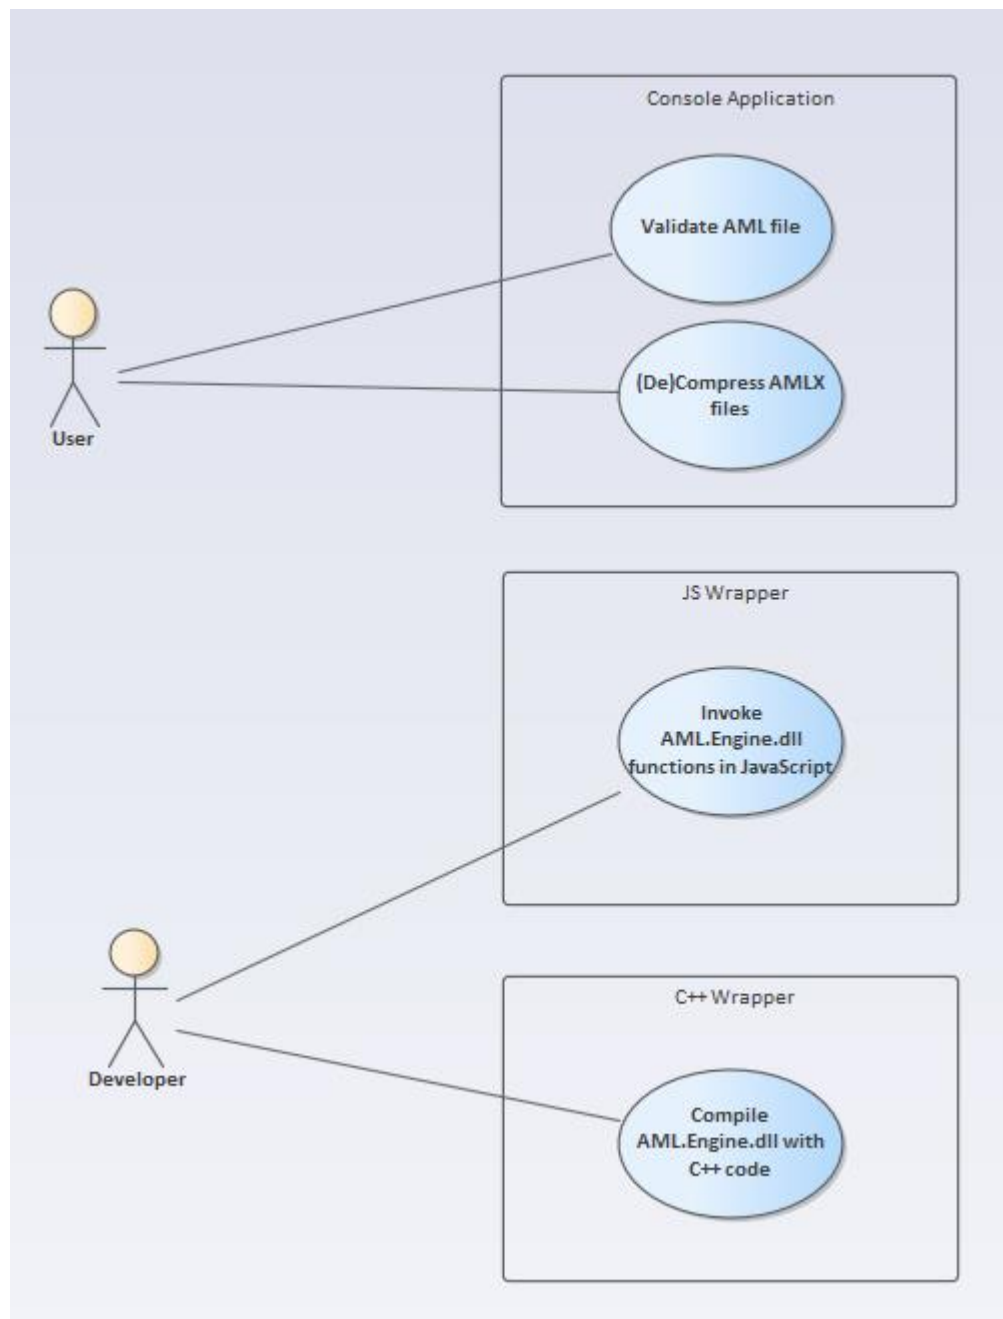 Console Application
Validate AML file
(De)Compress AMLX
files
User
JS Wrapper
Invoke
AML.Engine.dll
functions in JavaScript
Developer
C++ Wrapper
Compile
AML.Engine.dll with
C++ code